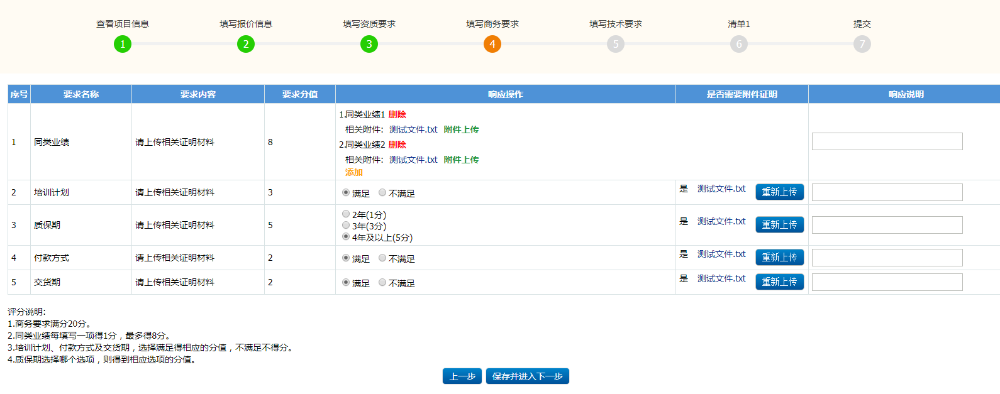 查看项目信息 填写报价信息 填写资质要求 填写商务要求 填写技术要求 清单1 提交
1 2 3 4 5 6 7
序号 要求名称 要求内容 要求分值 响应操作 是否需要附件证明 响应说明
1 同类业绩 请上传相关证明材料 8
1.同类业绩1 删除
相关附件: 测试文件.txt 附件上传
2.同类业绩2 删除
相关附件: 测试文件.txt 附件上传
添加
2 培训计划 请上传相关证明材料 3 满足 不满足 是 测试文件.txt 重新上传
3 质保期 请上传相关证明材料 5
2年(1分)
3年(3分)
4年及以上(5分)
是 测试文件.txt 重新上传
4 付款方式 请上传相关证明材料 2 满足 不满足 是 测试文件.txt 重新上传
5 交货期 请上传相关证明材料 2 满足 不满足 是 测试文件.txt 重新上传
评分说明:
1.商务要求满分20分。
2.同类业绩每填写一项得1分，最多得8分。
3.培训计划、付款方式及交货期，选择满足得相应的分值，不满足不得分。
4.质保期选择哪个选项，则得到相应选项的分值。
上一步 保存并进入下一步